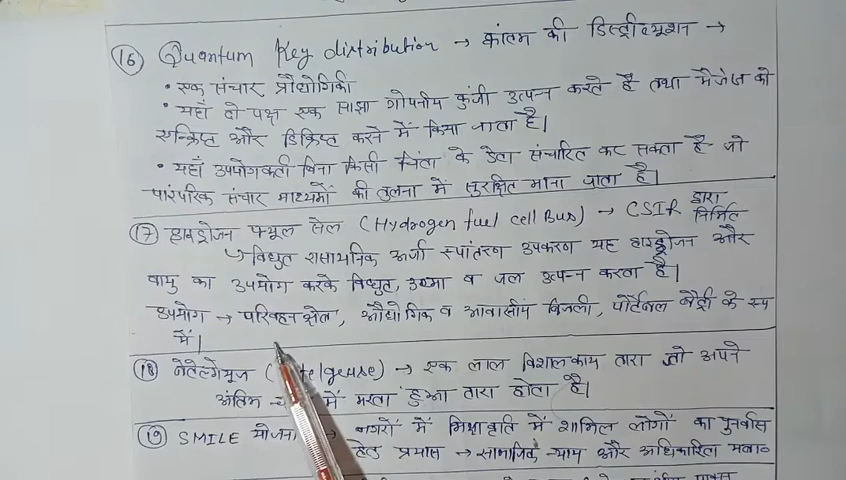 (16) Quantum Key distribution → क्वांटम की डिस्ट्रीब्यूशन →
• एक संचार प्रौद्योगिकी
• यहाँ दो पक्ष एक साझा गोपनीय कुंजी उत्पन्न करते है तथा मैसेज को
एन्क्रिप्ट और डिक्रिप्ट करने में किया जाता है।
• यहाँ उपयोगकर्ता बिना किसी चिंता के डेटा संचारित कर सकता है जो
पारंपरिक संचार माध्यमों की तुलना में सुरक्षित माना जाता है।
(17) हाइड्रोजन फ्यूल सेल (Hydrogen fuel cell Bus) → CSIR द्वारा निर्मित
↳ विद्युत रासायनिक ऊर्जा रूपांतरण उपकरण यह हाइड्रोजन और
वायु का उपयोग करके विद्युत, उष्मा व जल उत्पन्न करता है।
उपयोग → परिवहन क्षेत्र, औद्योगिक व आवासीय बिजली, पोर्टेबल बैट्री के रूप
में।
(18) बेटेल्गेयूज → एक लाल विशालकाय तारा जो अपने
अंतिम में मरता हुआ तारा होता है।
(19) SMILE योजना → नगरों में भिक्षावृति में शामिल लोगों का पुनर्वास
हेतु प्रयास → सामाजिक न्याय और अधिकारिता मंत्रा०